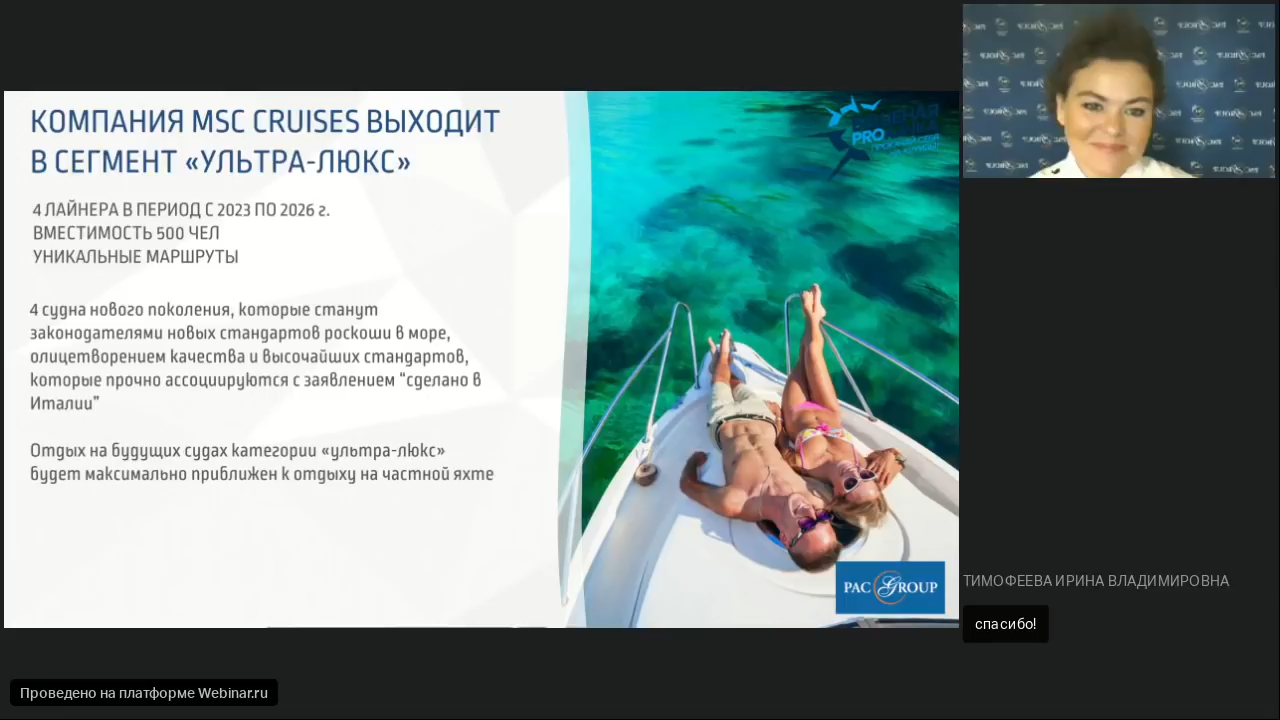 КОМПАНИЯ MSC CRUISES ВЫХОДИТ
В СЕГМЕНТ «УЛЬТРА-ЛЮКС»
4 ЛАЙНЕРА В ПЕРИОД С 2023 ПО 2026 г.
ВМЕСТИМОСТЬ 500 ЧЕЛ
УНИКАЛЬНЫЕ МАРШРУТЫ
4 судна нового поколения, которые станут
законодателями новых стандартов роскоши в море,
олицетворением качества и высочайших стандартов,
которые прочно ассоциируются с заявлением “сделано в
Италии”
Отдых на будущих судах категории «ультра-люкс»
будет максимально приближен к отдыху на частной яхте
PRO
PAC GROUP
ТИМОФЕЕВА ИРИНА ВЛАДИМИРОВНА
спасибо!
Проведено на платформе Webinar.ru